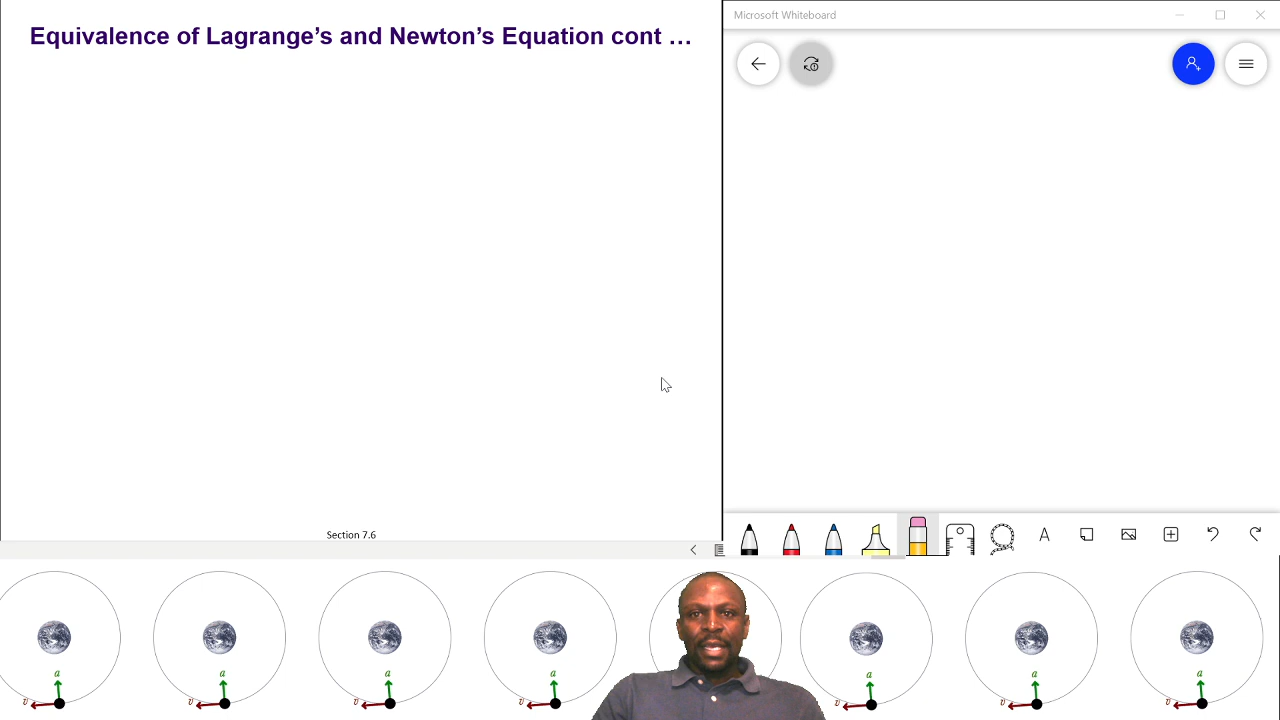 Equivalence of Lagrange’s and Newton’s Equation cont …
Microsoft Whiteboard
A
Section 7.6
a
a
a
a
a
a
a
v
v
v
v
v
v
v